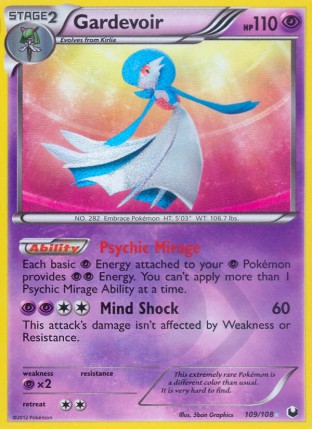 STAGE2
Gardevoir
HP110
Evolves from Kirlia
NO. 282 Embrace Pokémon HT: 5'03" WT: 106.7 lbs.
Ability Psychic Mirage
Each basic Energy attached to your Pokémon
provides Energy. You can't apply more than 1
Psychic Mirage Ability at a time.
Mind Shock 60
This attack's damage isn't affected by Weakness or
Resistance.
weakness resistance
×2
retreat
This extremely rare Pokémon is
a different color than usual.
It is very hard to find!
Illus. 5ban Graphics 109/108
©2012 Pokémon